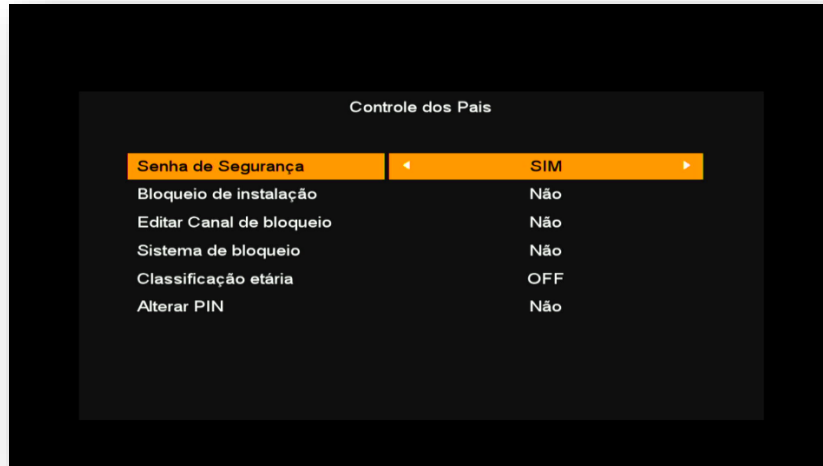 Controle dos Pais
Senha de Segurança SIM
Bloqueio de instalação Não
Editar Canal de bloqueio Não
Sistema de bloqueio Não
Classificação etária OFF
Alterar PIN Não